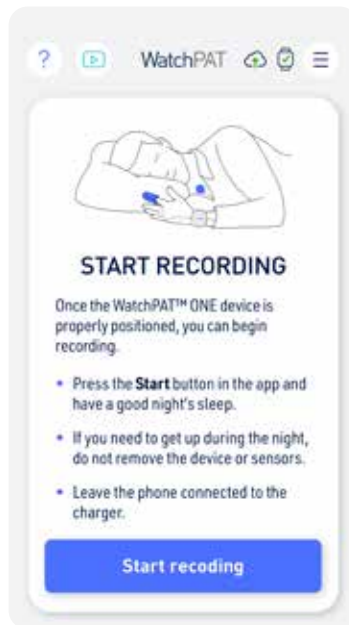 ?
WatchPAT
START RECORDING
Once the WatchPAT™ ONE device is
properly positioned, you can begin
recording.
• Press the Start button in the app and
have a good night's sleep.
• If you need to get up during the night,
do not remove the device or sensors.
• Leave the phone connected to the
charger.
Start recoding